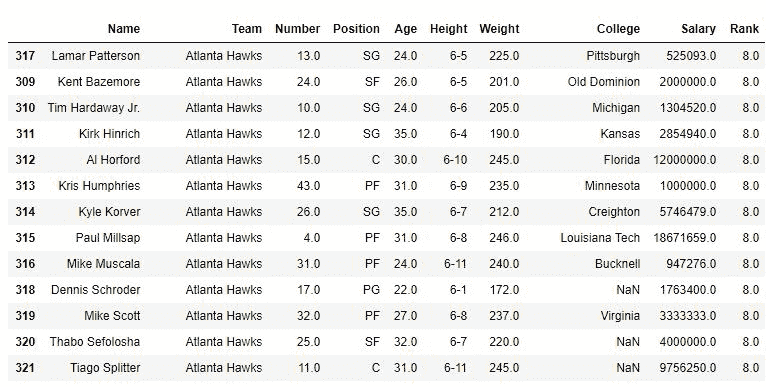 Name Team Number Position Age Height Weight College Salary Rank
317 Lamar Patterson Atlanta Hawks 13.0 SG 24.0 6-5 225.0 Pittsburgh 525093.0 8.0
309 Kent Bazemore Atlanta Hawks 24.0 SF 26.0 6-5 201.0 Old Dominion 2000000.0 8.0
310 Tim Hardaway Jr. Atlanta Hawks 10.0 SG 24.0 6-6 205.0 Michigan 1304520.0 8.0
311 Kirk Hinrich Atlanta Hawks 12.0 SG 35.0 6-4 190.0 Kansas 2854940.0 8.0
312 Al Horford Atlanta Hawks 15.0 C 30.0 6-10 245.0 Florida 12000000.0 8.0
313 Kris Humphries Atlanta Hawks 43.0 PF 31.0 6-9 235.0 Minnesota 1000000.0 8.0
314 Kyle Korver Atlanta Hawks 26.0 SG 35.0 6-7 212.0 Creighton 5746479.0 8.0
315 Paul Millsap Atlanta Hawks 4.0 PF 31.0 6-8 246.0 Louisiana Tech 18671659.0 8.0
316 Mike Muscala Atlanta Hawks 31.0 PF 24.0 6-11 240.0 Bucknell 947276.0 8.0
318 Dennis Schroder Atlanta Hawks 17.0 PG 22.0 6-1 172.0 NaN 1763400.0 8.0
319 Mike Scott Atlanta Hawks 32.0 PF 27.0 6-8 237.0 Virginia 3333333.0 8.0
320 Thabo Sefolosha Atlanta Hawks 25.0 SF 32.0 6-7 220.0 NaN 4000000.0 8.0
321 Tiago Splitter Atlanta Hawks 11.0 C 31.0 6-11 245.0 NaN 9756250.0 8.0